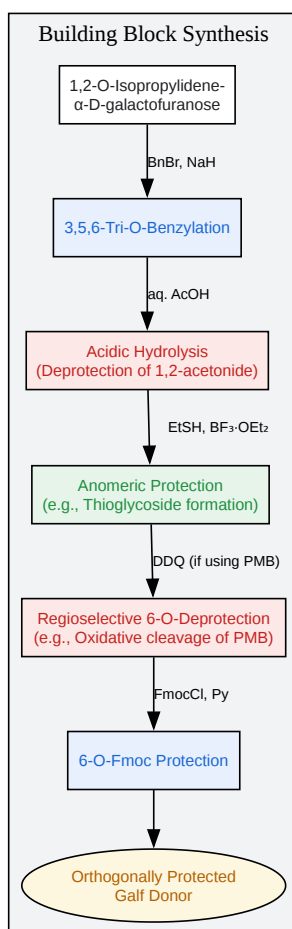 Building Block Synthesis
1,2-O-Isopropylidene-
α-D-galactofuranose
BnBr, NaH
3,5,6-Tri-O-Benzylation
aq. AcOH
Acidic Hydrolysis
(Deprotection of 1,2-acetonide)
EtSH, BF₃·OEt₂
Anomeric Protection
(e.g., Thioglycoside formation)
DDQ (if using PMB)
Regioselective 6-O-Deprotection
(e.g., Oxidative cleavage of PMB)
FmocCl, Py
6-O-Fmoc Protection
Orthogonally Protected
Galf Donor